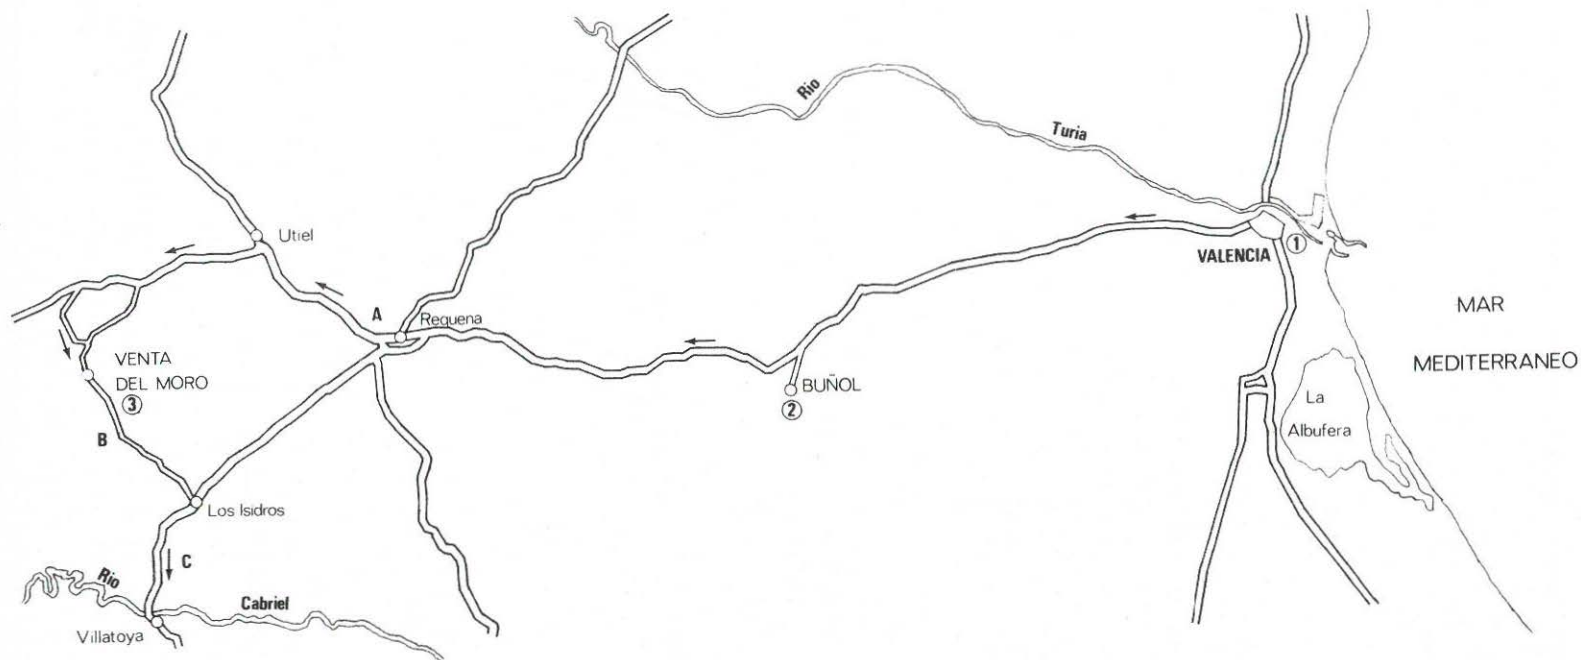 Rio
Turia
Utiel
VALENCIA
1
A
Requena
MAR
MEDITERRANEO
VENTA
DEL MORO
3
BUÑOL
2
La
Albufera
B
Los Isidros
C
Rio
Cabriel
Villatoya